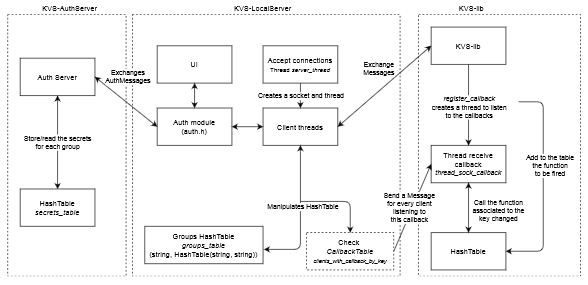 KVS-AuthServer
KVS-LocalServer
KVS-lib
Auth Server
Exchanges
AuthMessages
Store/read the secrets
for each group
HashTable
secrets_table
UI
Accept connections
Thread server_thread
Creates a socket and thread
Auth module
(auth.h)
Client threads
Exchange
Messages
Manipulates HashTable
Groups HashTable
groups_table
(string, HashTable(string, string))
Check
CallbackTable
clients_with_callback_by_key
Send a Message
for every client
listening to
this callback
KVS-lib
register_callback
creates a thread to listen
to the callbacks
Thread receive
callback
thread_sock_callback
Add to the table
the function
to be fired
Call the function
associated to the
key changed
HashTable